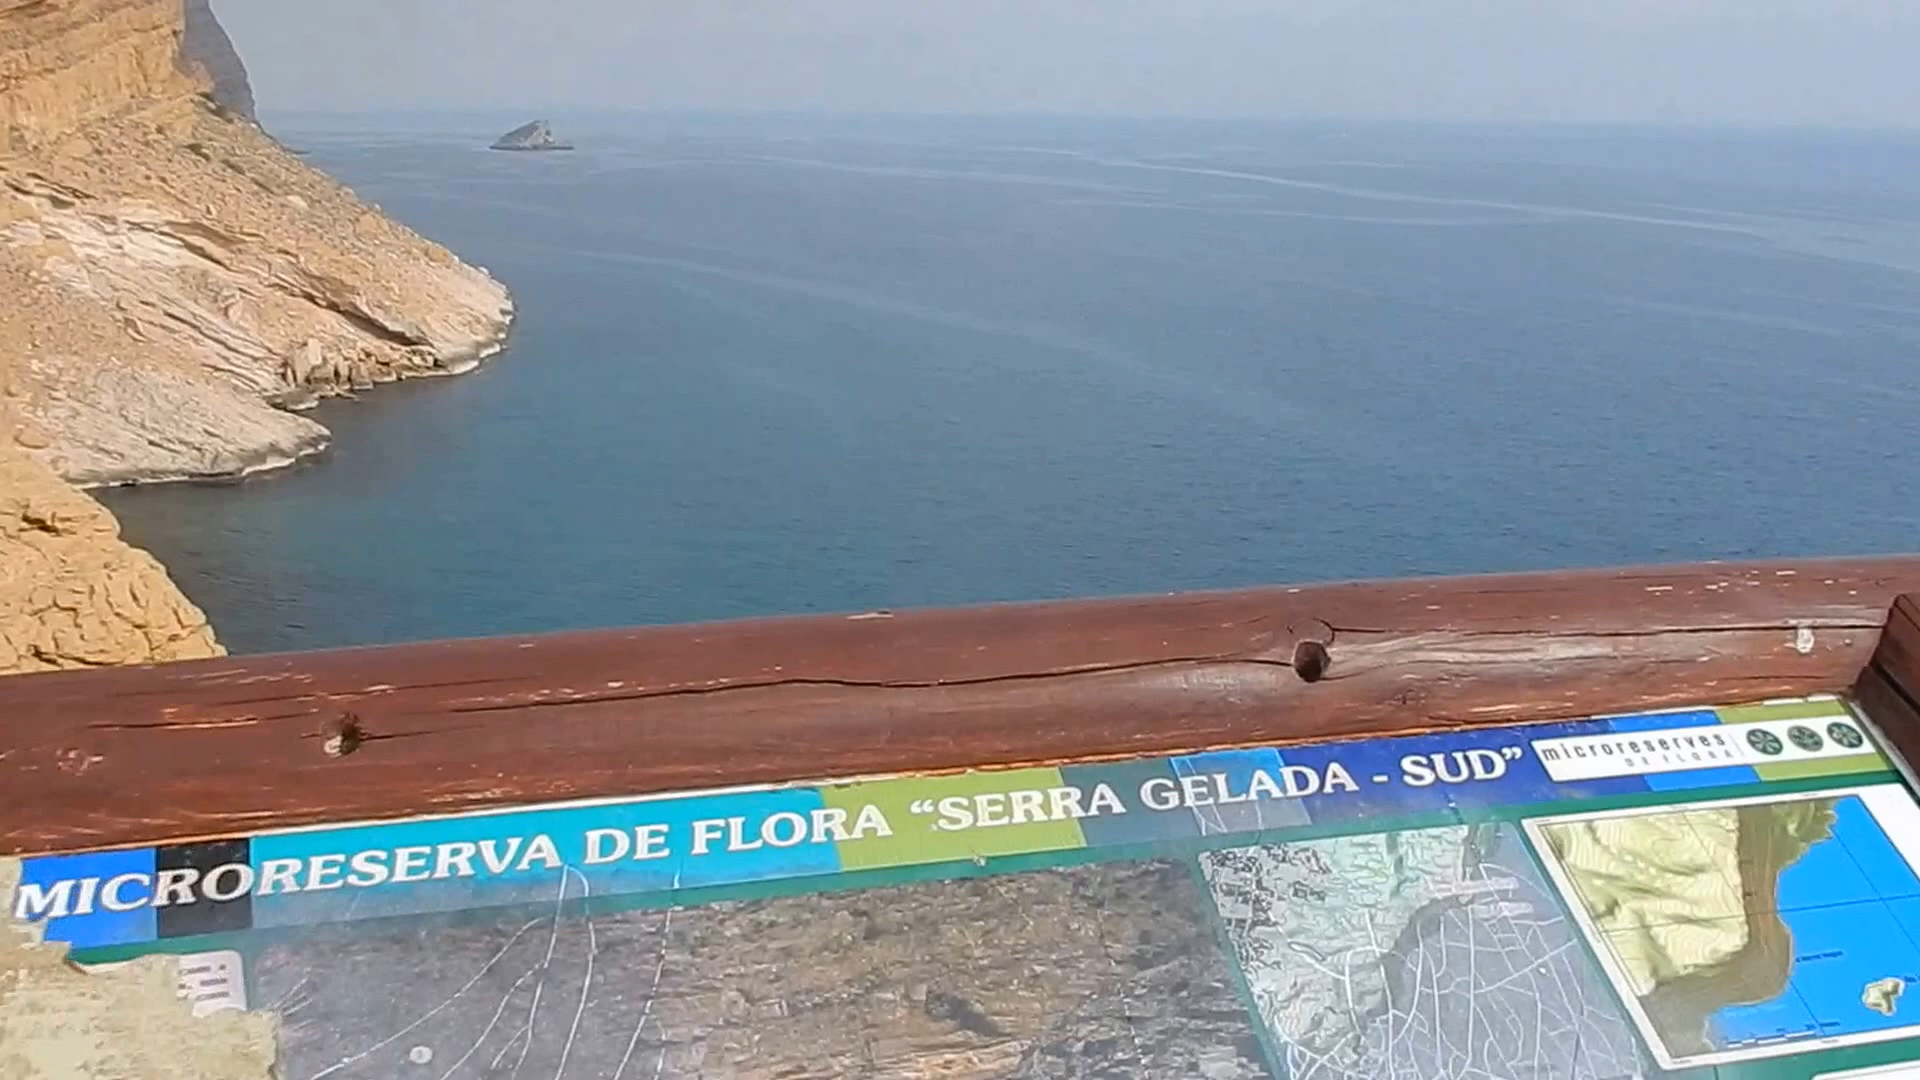 MICRORESERVA DE FLORA “SERRA GELADA - SUD”
microreserves
DE FLORA